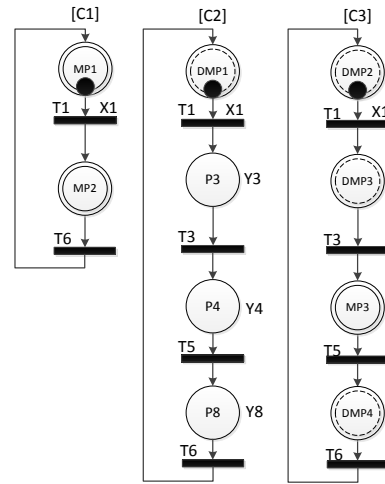 [C1] [C2] [C3]
MP1 DMP1 DMP2
T1 X1 T1 X1 T1 X1
MP2 P3 Y3 DMP3
T6 T3 T3
P4 Y4 MP3
T5 T5
P8 Y8 DMP4
T6 T6